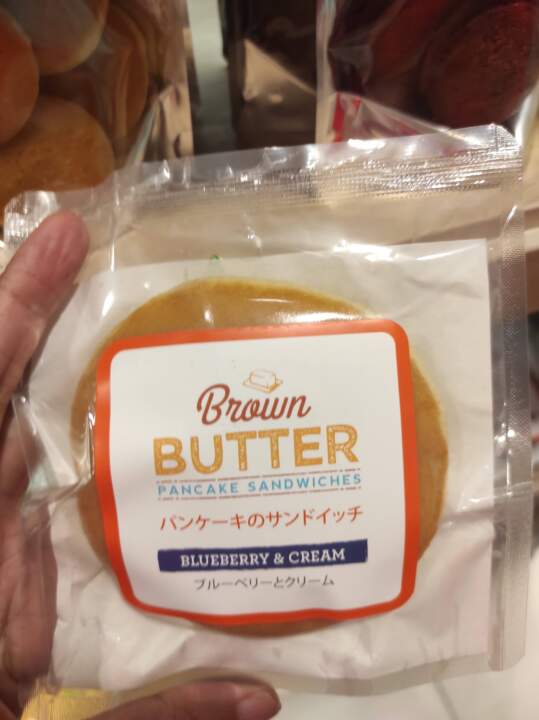 Brown
BUTTER
PANCAKE SANDWICHES
パンケーキのサンドイッチ
BLUEBERRY & CREAM
ブルーベリーとクリーム